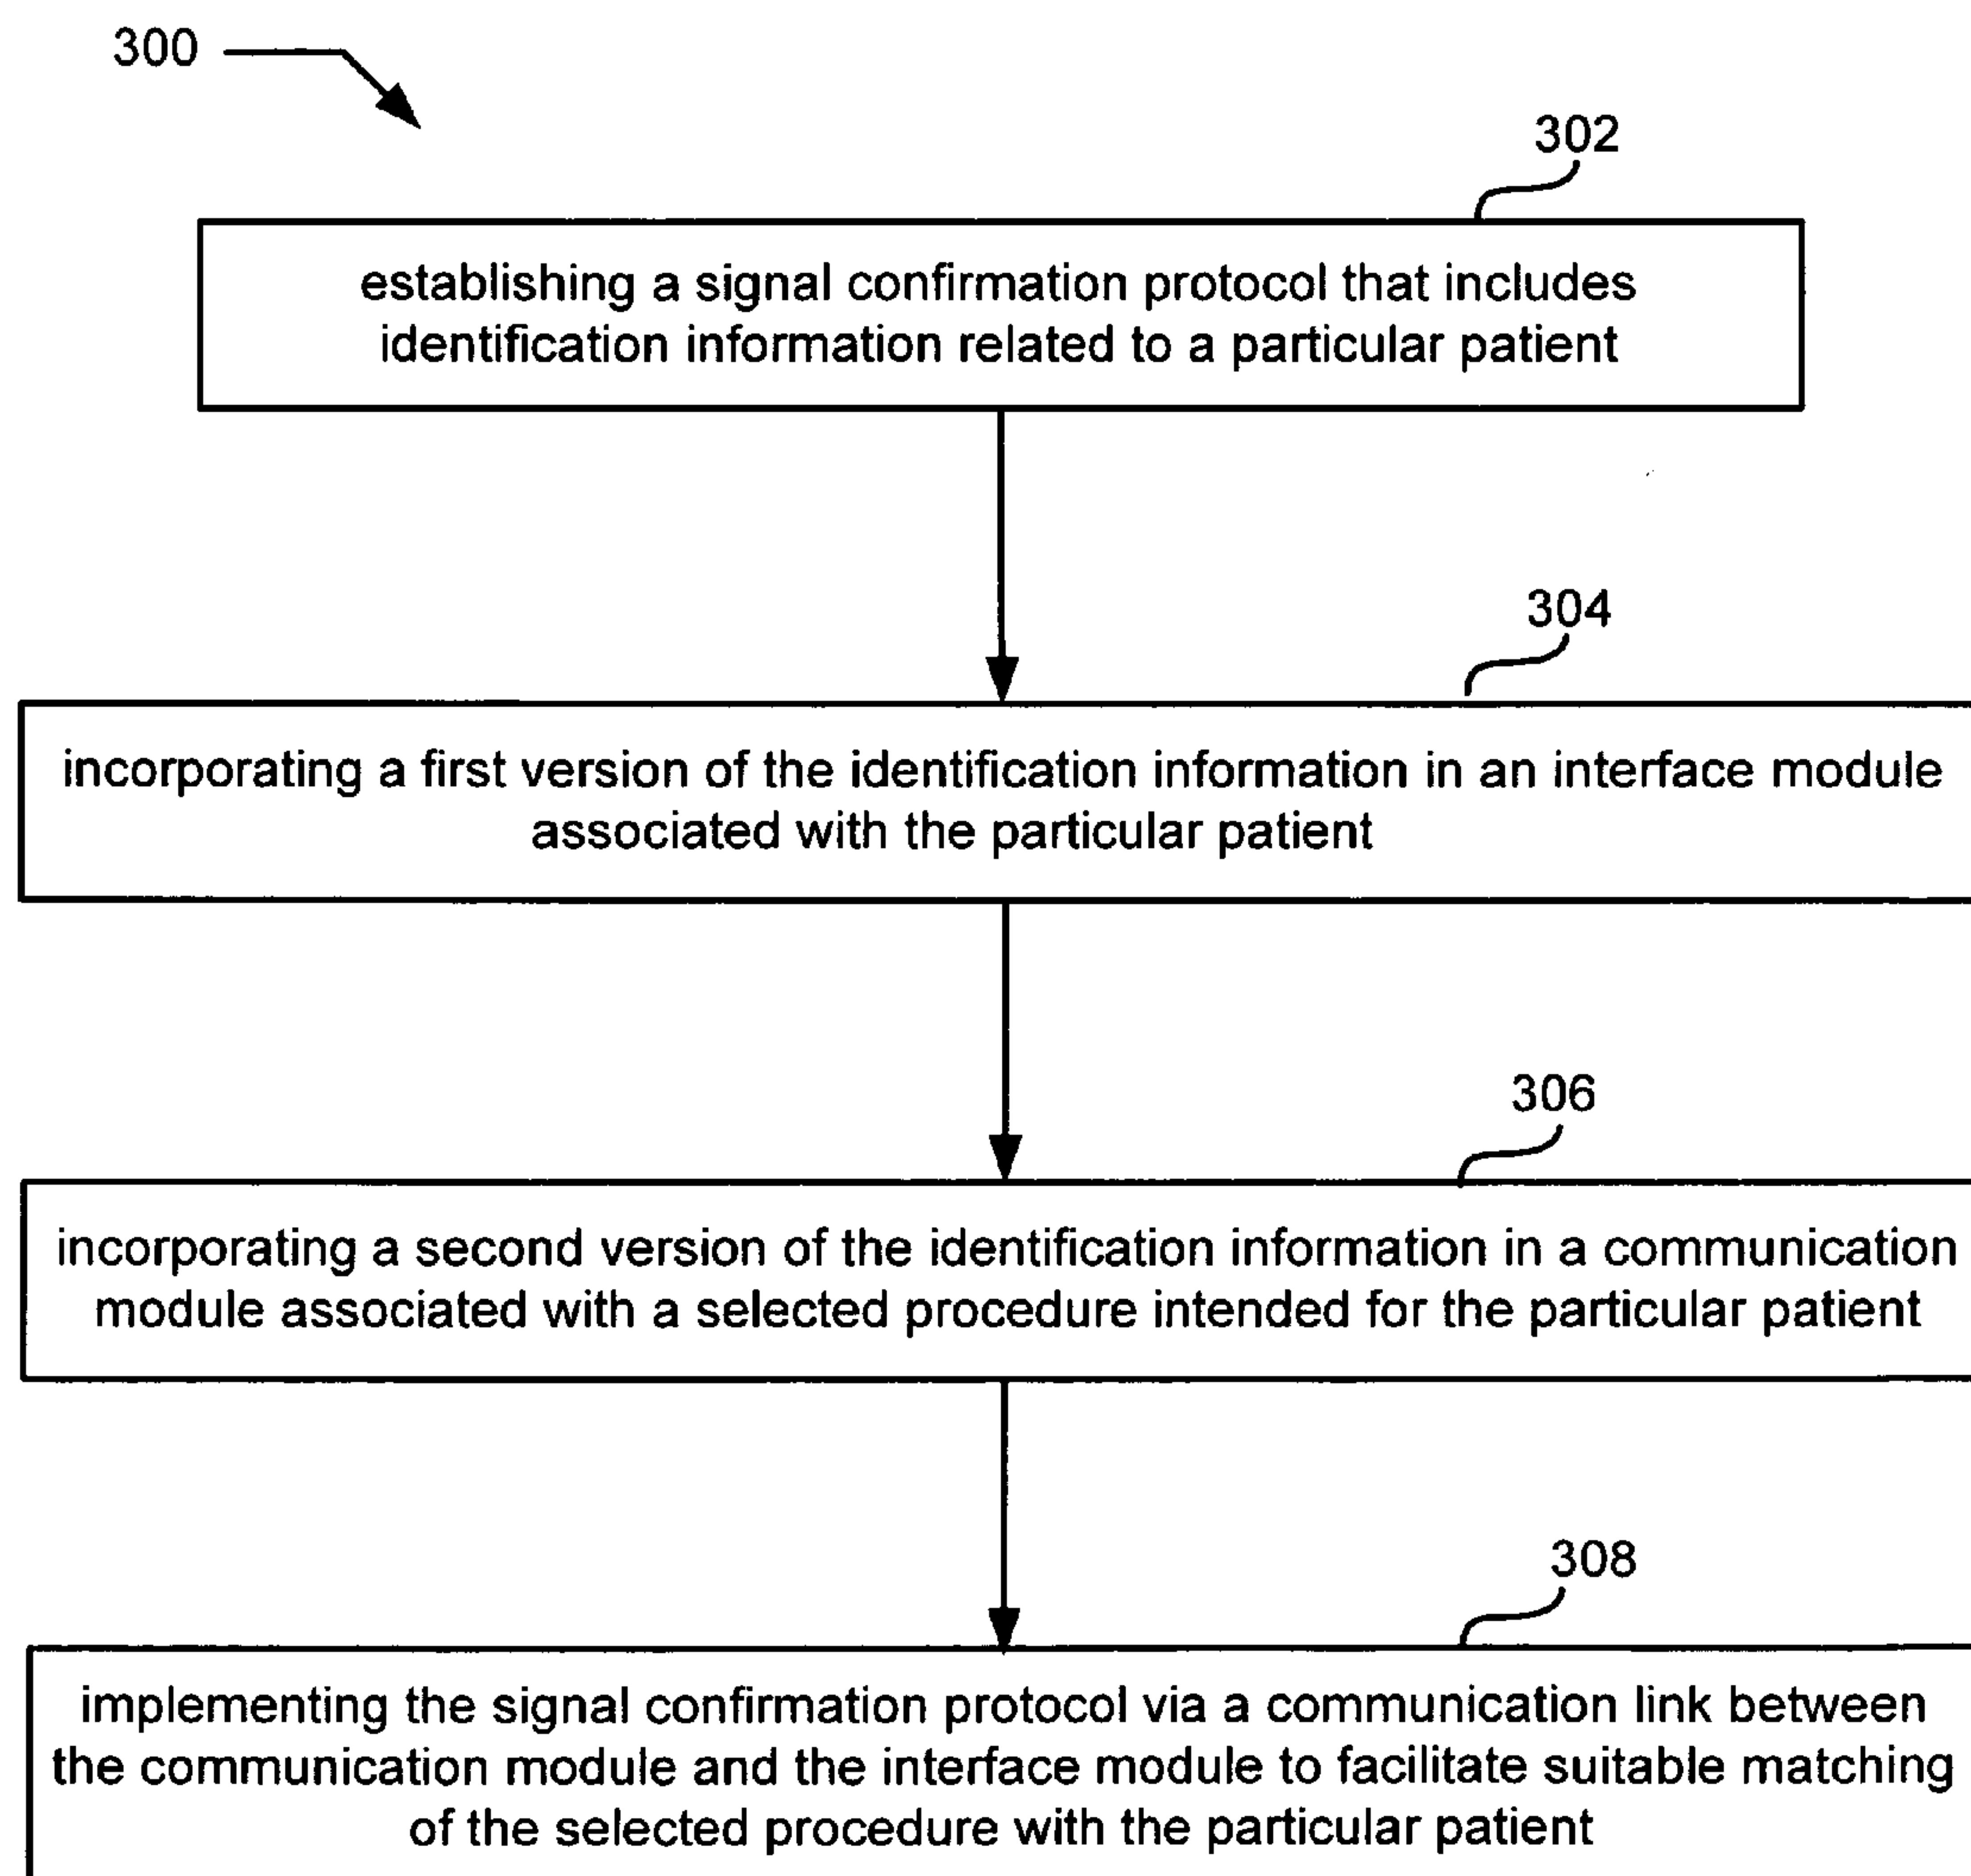 300
302
establishing a signal confirmation protocol that includes
identification information related to a particular patient
304
incorporating a first version of the identification information in an interface module
associated with the particular patient
306
incorporating a second version of the identification information in a communication
module associated with a selected procedure intended for the particular patient
308
implementing the signal confirmation protocol via a communication link between
the communication module and the interface module to facilitate suitable matching
of the selected procedure with the particular patient